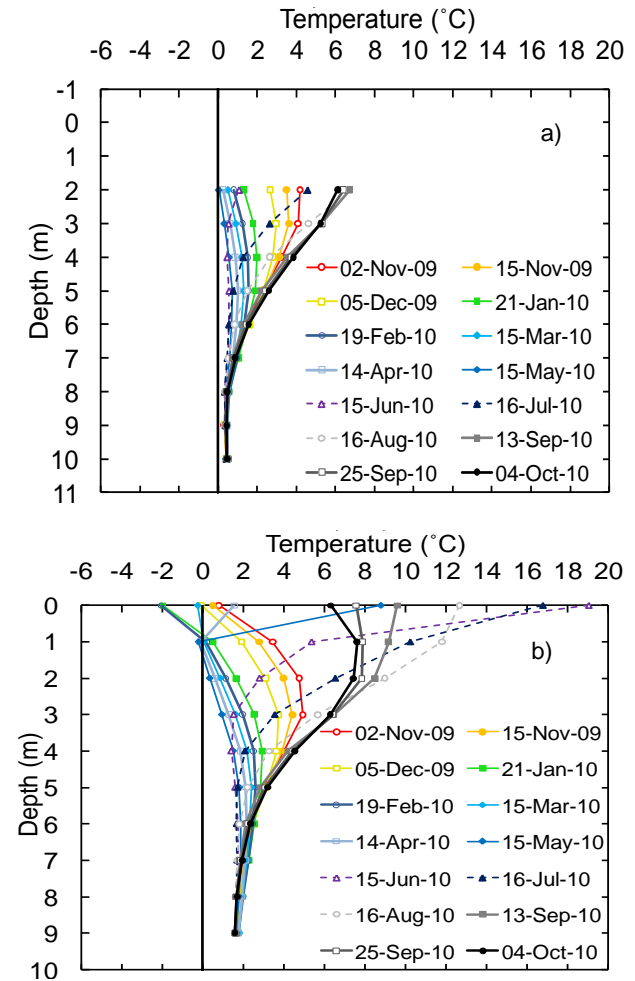 Temperature (˚C)
-6 -4 -2 0 2 4 6 8 10 12 14 16 18 20
-1
0
a)
1
2
3
4
5
6
7
8
9
10
11
Depth (m)
02-Nov-09 15-Nov-09
05-Dec-09 21-Jan-10
19-Feb-10 15-Mar-10
14-Apr-10 15-May-10
15-Jun-10 16-Jul-10
16-Aug-10 13-Sep-10
25-Sep-10 04-Oct-10
Temperature (˚C)
-6 -4 -2 0 2 4 6 8 10 12 14 16 18 20
0
1
b)
2
3
4
5
6
7
8
9
10
Depth (m)
02-Nov-09 15-Nov-09
05-Dec-09 21-Jan-10
19-Feb-10 15-Mar-10
14-Apr-10 15-May-10
15-Jun-10 16-Jul-10
16-Aug-10 13-Sep-10
25-Sep-10 04-Oct-10